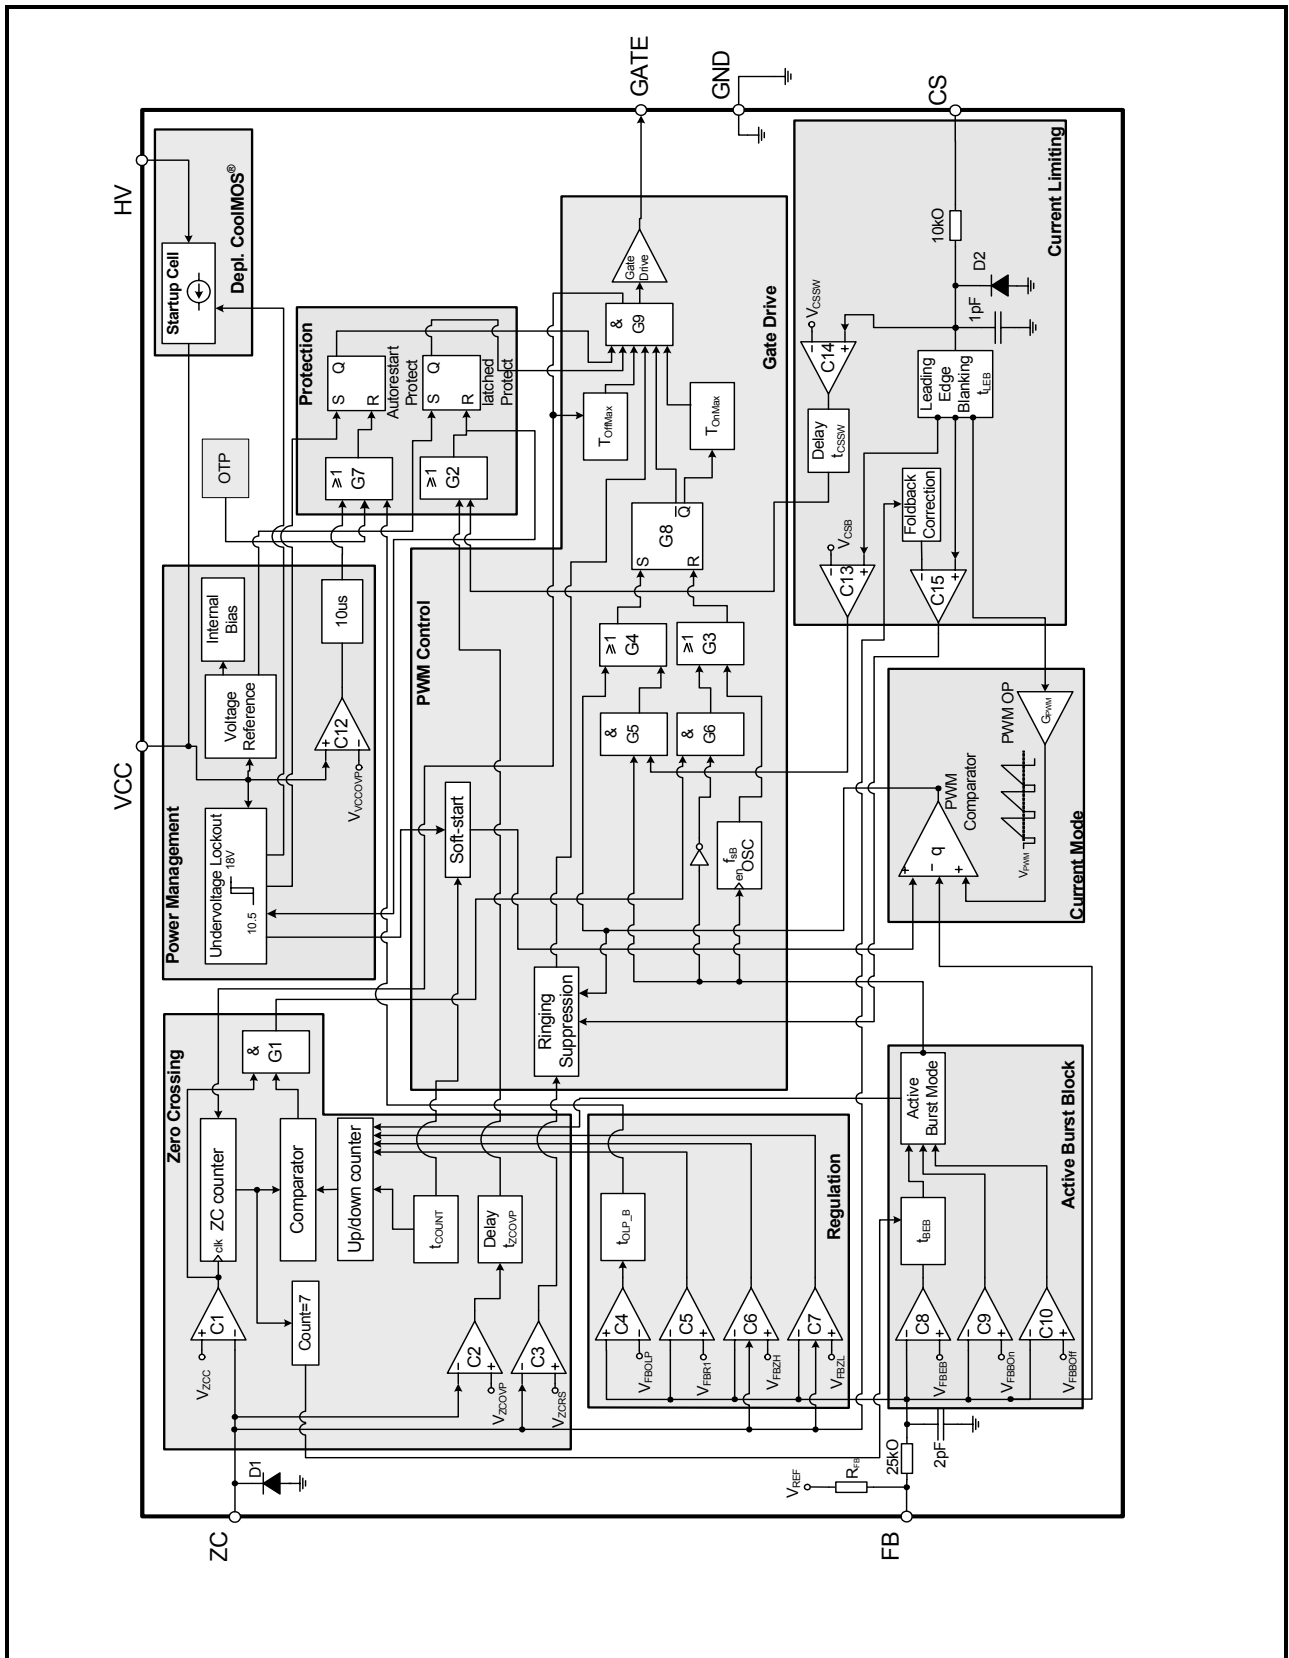 HV
VCC
ZC
FB
GATE
GND
CS
Depl. CoolMOS®
Startup Cell
Power Management
Undervoltage Lockout
18V
10.5
Voltage
Reference
Internal
Bias
C12
VVCCOVP
10us
OTP
Protection
≥1
G7
≥1
G2
S
Q
R
Autorestart
Protect
S
Q
R
latched
Protect
Zero Crossing
C1
VZCC
clk
ZC counter
&
G1
Comparator
Count=7
Up/down counter
tCOUNT
Delay
tZCOVP
C2
VZCOVP
C3
VZCRS
D1
PWM Control
Soft-start
Ringing
Suppression
≥1
G4
≥1
G3
&
G5
&
G6
en
fsB
OSC
S
R
G8
Q
Gate Drive
TOffMax
TOnMax
&
G9
Gate
Drive
Regulation
C4
VFBOLP
tOLP_B
C5
VFBR1
C6
VFBZH
C7
VFBZL
Active Burst Block
C8
VFBEB
tBEB
C9
VFBBOn
C10
VFBBOff
Active
Burst Mode
VREF
RFB
25kO
2pF
Current Mode
PWM
Comparator
q
PWM OP
GPWM
VPWM
Current Limiting
C13
VCSB
C14
VCSSW
C15
Delay
tCSSW
Foldback
Correction
Leading
Edge
Blanking
tLEB
1pF
D2
10kO